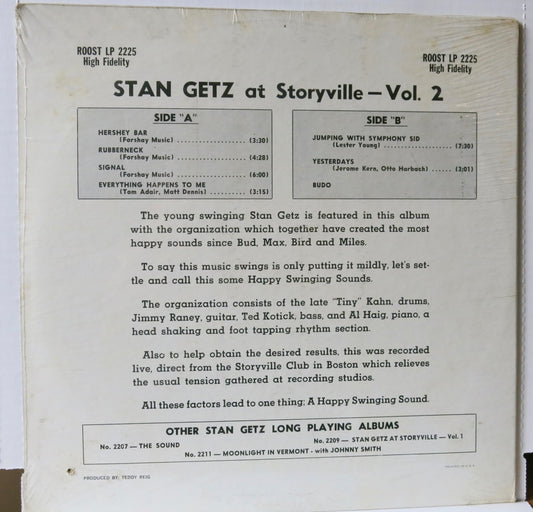 ROOST LP 2225
High Fidelity
ROOST LP 2225
High Fidelity
STAN GETZ at Storyville — Vol. 2
SIDE "A"
HERSHEY BAR
(Forshay Music) .................... (3:30)
RUBBERNECK
(Forshay Music) .................... (4:28)
SIGNAL
(Forshay Music) .................... (6:00)
EVERYTHING HAPPENS TO ME
(Tom Adair, Matt Dennis) .......... (3:15)
SIDE "B"
JUMPING WITH SYMPHONY SID
(Lester Young) ..................... (7:30)
YESTERDAYS
(Jerome Kern, Otto Harbach) ...... (3:01)
BUDO
The young swinging Stan Getz is featured in this album
with the organization which together have created the most
happy sounds since Bud, Max, Bird and Miles.
To say this music swings is only putting it mildly, let's set-
tle and call this some Happy Swinging Sounds.
The organization consists of the late "Tiny" Kahn, drums,
Jimmy Raney, guitar, Ted Kotick, bass, and Al Haig, piano, a
head shaking and foot tapping rhythm section.
Also to help obtain the desired results, this was recorded
live, direct from the Storyville Club in Boston which relieves
the usual tension gathered at recording studios.
All these factors lead to one thing: A Happy Swinging Sound.
OTHER STAN GETZ LONG PLAYING ALBUMS
No. 2207 — THE SOUND
No. 2209 — STAN GETZ AT STORYVILLE — Vol. 1
No. 2211 — MOONLIGHT IN VERMONT - with JOHNNY SMITH
PRODUCED BY: TEDDY REIG